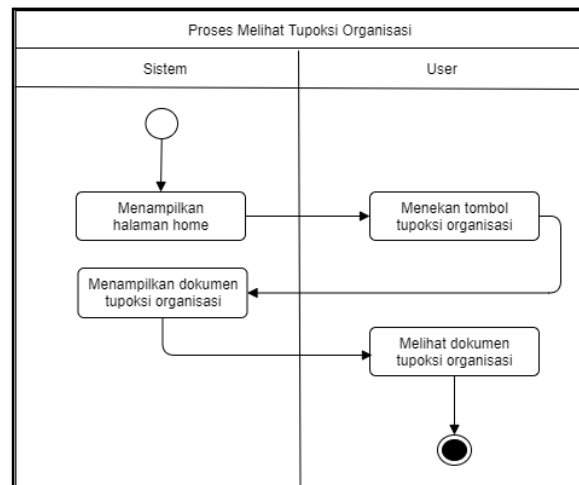 Proses Melihat Tupoksi Organisasi
Sistem
User
Menampilkan
halaman home
Menekan tombol
tupoksi organisasi
Menampilkan dokumen
tupoksi organisasi
Melihat dokumen
tupoksi organisasi